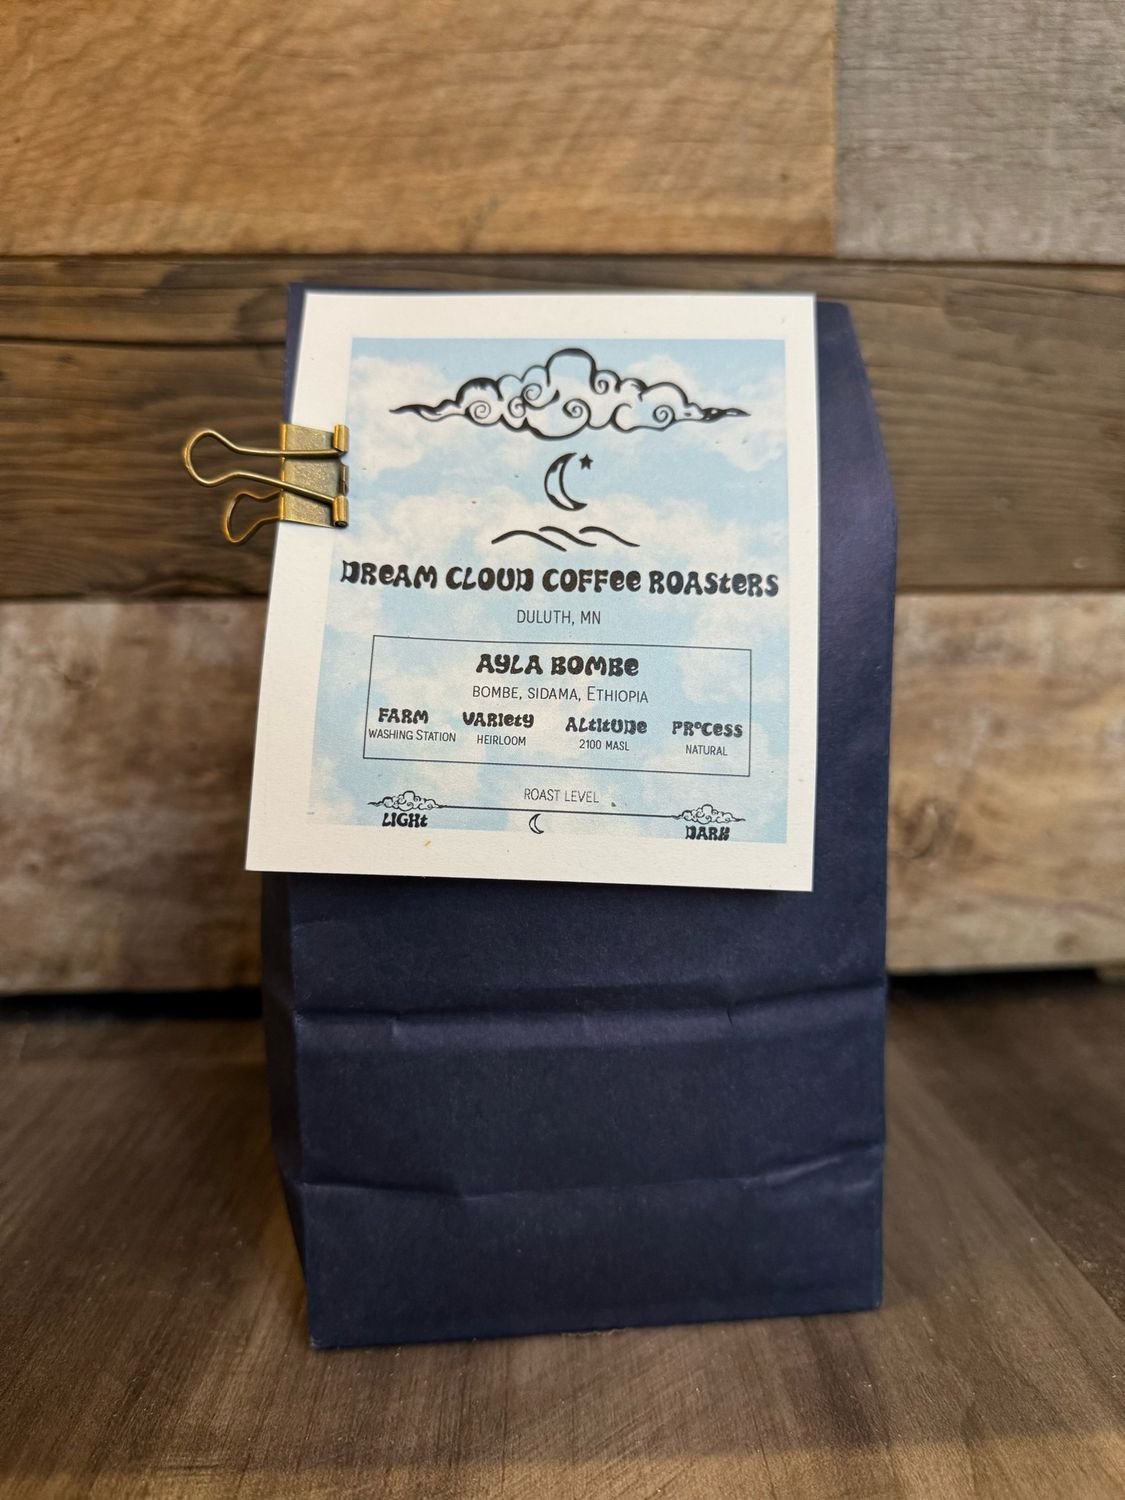 DREAM CLOUD COFFEE ROASTERS
DULUTH, MN
AYLA BOMBE
BOMBE, SIDAMA, ETHIOPIA
FARM VARIETY ALTITUDE PROCESS
WASHING STATION HEIRLOOM 2100 MASL NATURAL
ROAST LEVEL
LIGHT DARK